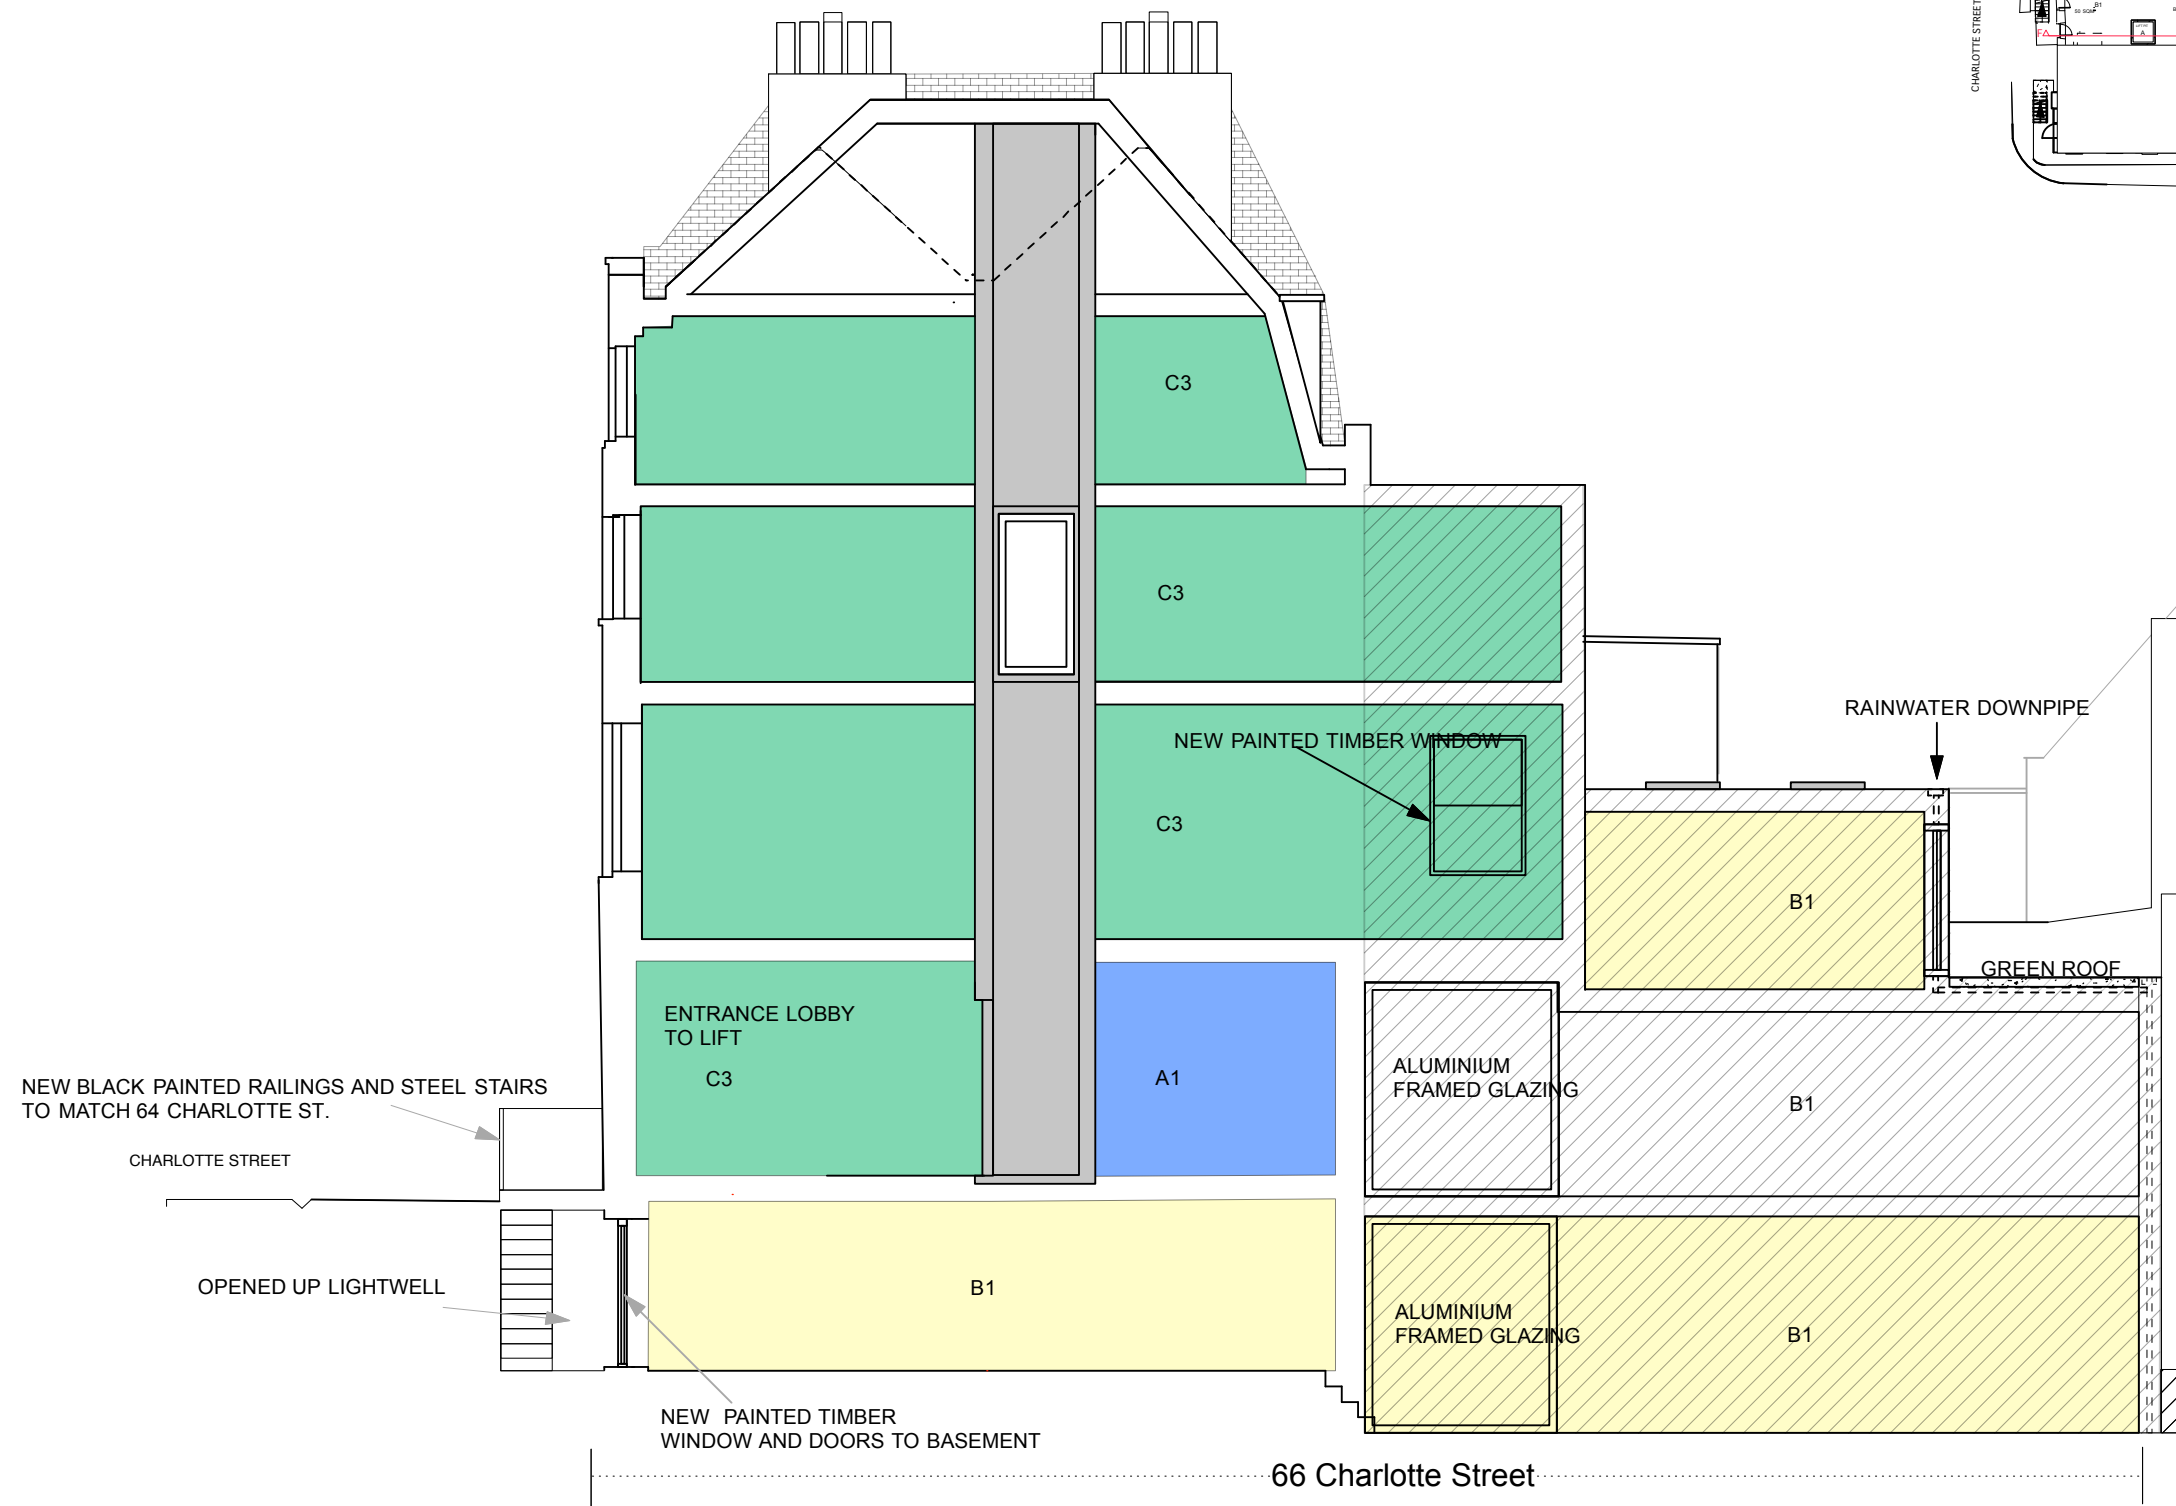 CHARLOTTE STREET
B1
50 SQM
A
C3
C3
NEW PAINTED TIMBER WINDOW
C3
RAINWATER DOWNPIPE
B1
GREEN ROOF
ENTRANCE LOBBY
TO LIFT
C3
A1
ALUMINIUM
FRAMED GLAZING
B1
NEW BLACK PAINTED RAILINGS AND STEEL STAIRS
TO MATCH 64 CHARLOTTE ST.
CHARLOTTE STREET
OPENED UP LIGHTWELL
B1
ALUMINIUM
FRAMED GLAZING
B1
NEW PAINTED TIMBER
WINDOW AND DOORS TO BASEMENT
66 Charlotte Street